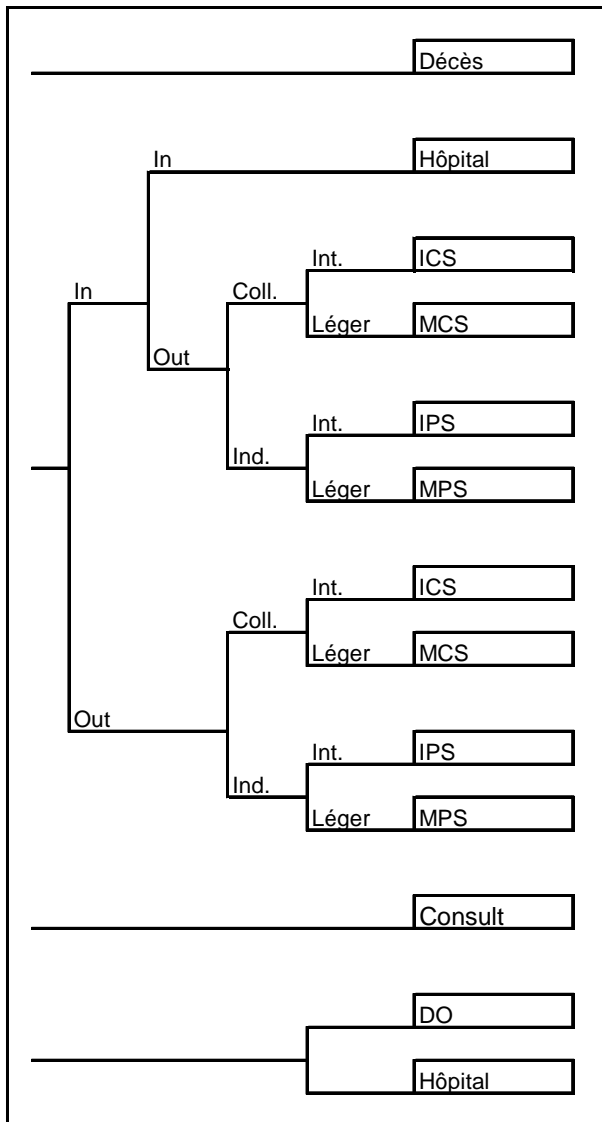 Décès
In
Hôpital
Int.
ICS
In
Coll.
Léger
MCS
Out
Int.
IPS
Ind.
Léger
MPS
Int.
ICS
Coll.
Léger
MCS
Out
Int.
IPS
Ind.
Léger
MPS
Consult
DO
Hôpital